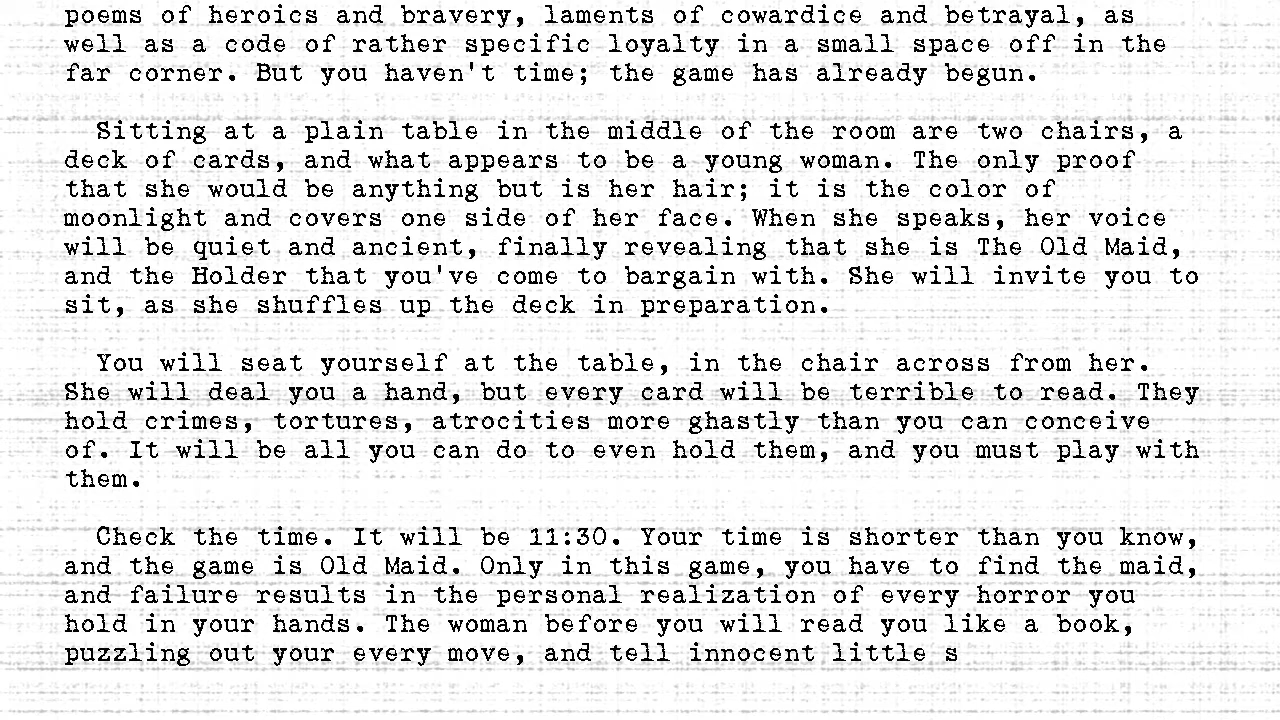 poems of heroics and bravery, laments of cowardice and betrayal, as
well as a code of rather specific loyalty in a small space off in the
far corner. But you haven't time; the game has already begun.
Sitting at a plain table in the middle of the room are two chairs, a
deck of cards, and what appears to be a young woman. The only proof
that she would be anything but is her hair; it is the color of
moonlight and covers one side of her face. When she speaks, her voice
will be quiet and ancient, finally revealing that she is The Old Maid,
and the Holder that you've come to bargain with. She will invite you to
sit, as she shuffles up the deck in preparation.
You will seat yourself at the table, in the chair across from her.
She will deal you a hand, but every card will be terrible to read. They
hold crimes, tortures, atrocities more ghastly than you can conceive
of. It will be all you can do to even hold them, and you must play with
them.
Check the time. It will be 11:30. Your time is shorter than you know,
and the game is Old Maid. Only in this game, you have to find the maid,
and failure results in the personal realization of every horror you
hold in your hands. The woman before you will read you like a book,
puzzling out your every move, and tell innocent little s